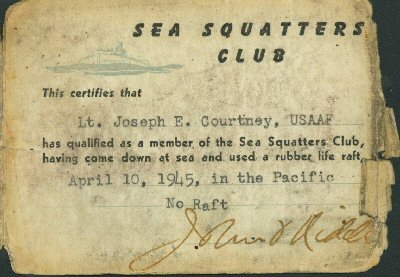 SEA SQUATTERS
CLUB
This certifies that
Lt. Joseph E. Courtney, USAAF
has qualified as a member of the Sea Squatters Club,
having come down at sea and used a rubber life raft,
April 10, 1945, in the Pacific
No Raft